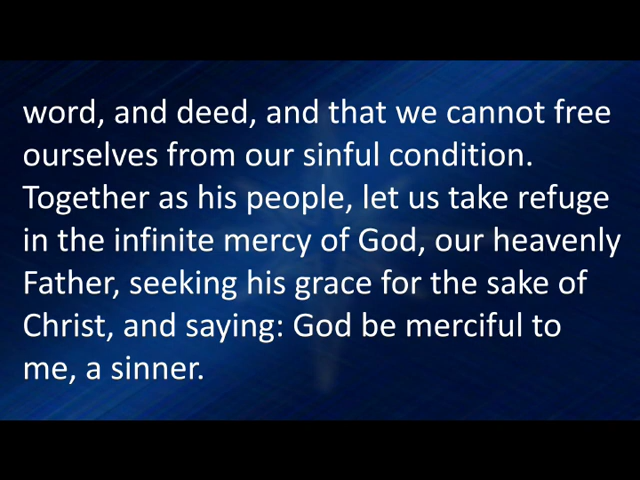 word, and deed, and that we cannot free
ourselves from our sinful condition.
Together as his people, let us take refuge
in the infinite mercy of God, our heavenly
Father, seeking his grace for the sake of
Christ, and saying: God be merciful to
me, a sinner.